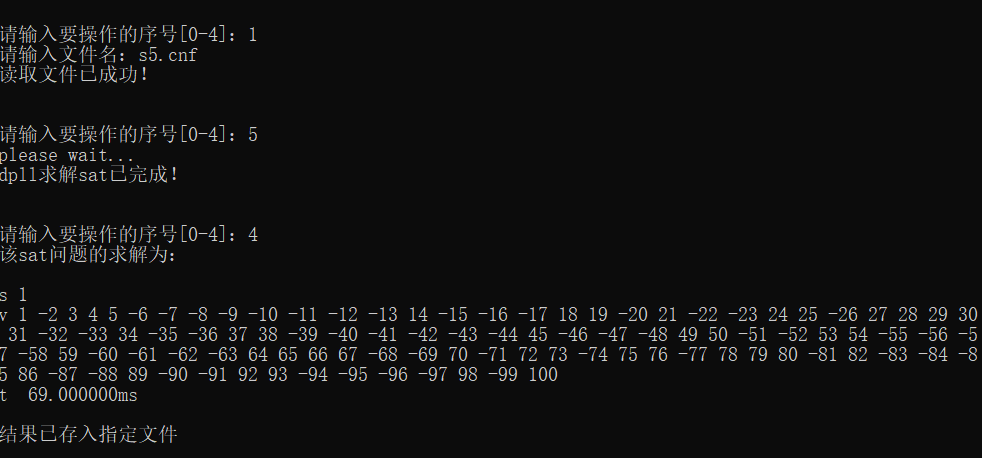 请输入要操作的序号[0-4]: 1
请输入文件名: s5.cnf
读取文件已成功!
请输入要操作的序号[0-4]: 5
please wait...
dpll求解sat已完成!
请输入要操作的序号[0-4]: 4
该sat问题的求解为:
s 1
v 1 -2 3 4 5 -6 -7 -8 -9 -10 -11 -12 -13 14 -15 -16 -17 18 19 -20 21 -22 -23 24 25 -26 27 28 29 30
31 -32 -33 34 -35 -36 37 38 -39 -40 -41 -42 -43 -44 45 -46 -47 -48 49 50 -51 -52 53 54 -55 -56 -5
7 -58 59 -60 -61 -62 -63 64 65 66 67 -68 -69 70 -71 72 73 -74 75 76 -77 78 79 80 -81 82 -83 -84 -8
5 86 -87 -88 89 -90 -91 92 93 -94 -95 -96 -97 98 -99 100
t 69.000000ms
结果已存入指定文件